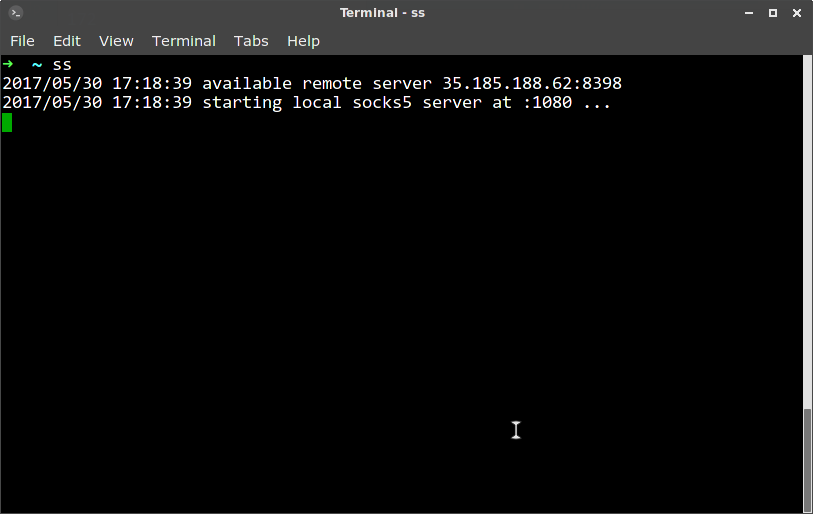 Terminal - ss
File Edit View Terminal Tabs Help
→ ~ ss
2017/05/30 17:18:39 available remote server 35.185.188.62:8398
2017/05/30 17:18:39 starting local socks5 server at :1080 ...